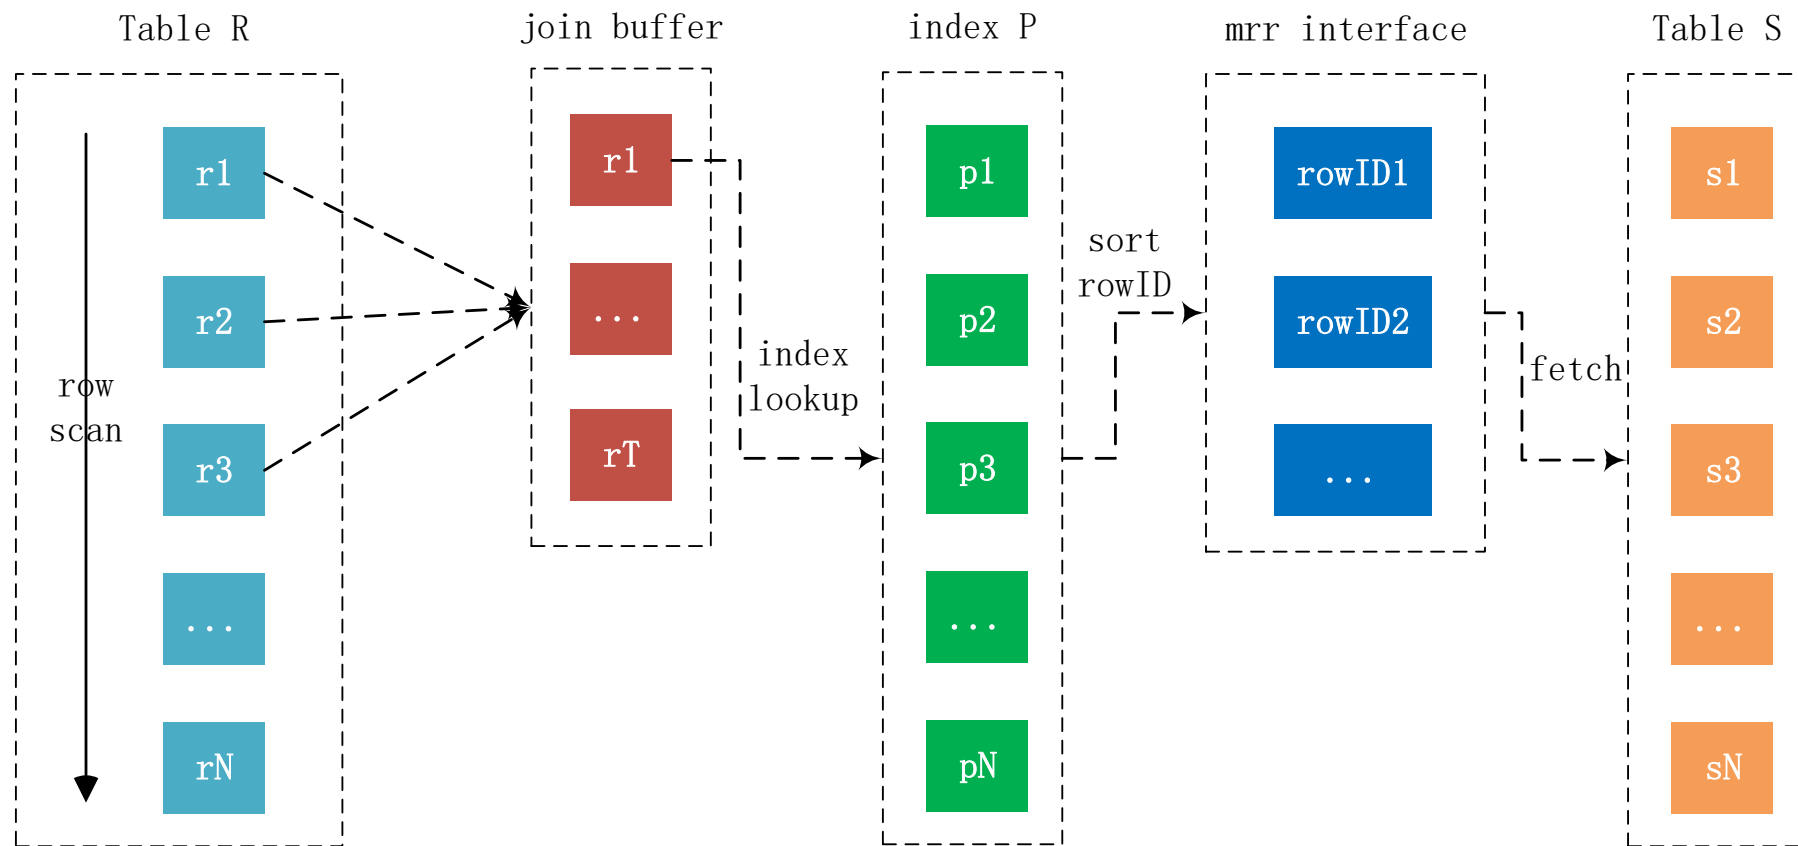 Table R
join buffer
index P
mrr interface
Table S
r1
r2
r3
...
rN
row
scan
r1
...
rT
index
lookup
p1
p2
p3
...
pN
sort
rowID
rowID1
rowID2
...
fetch
s1
s2
s3
...
sN